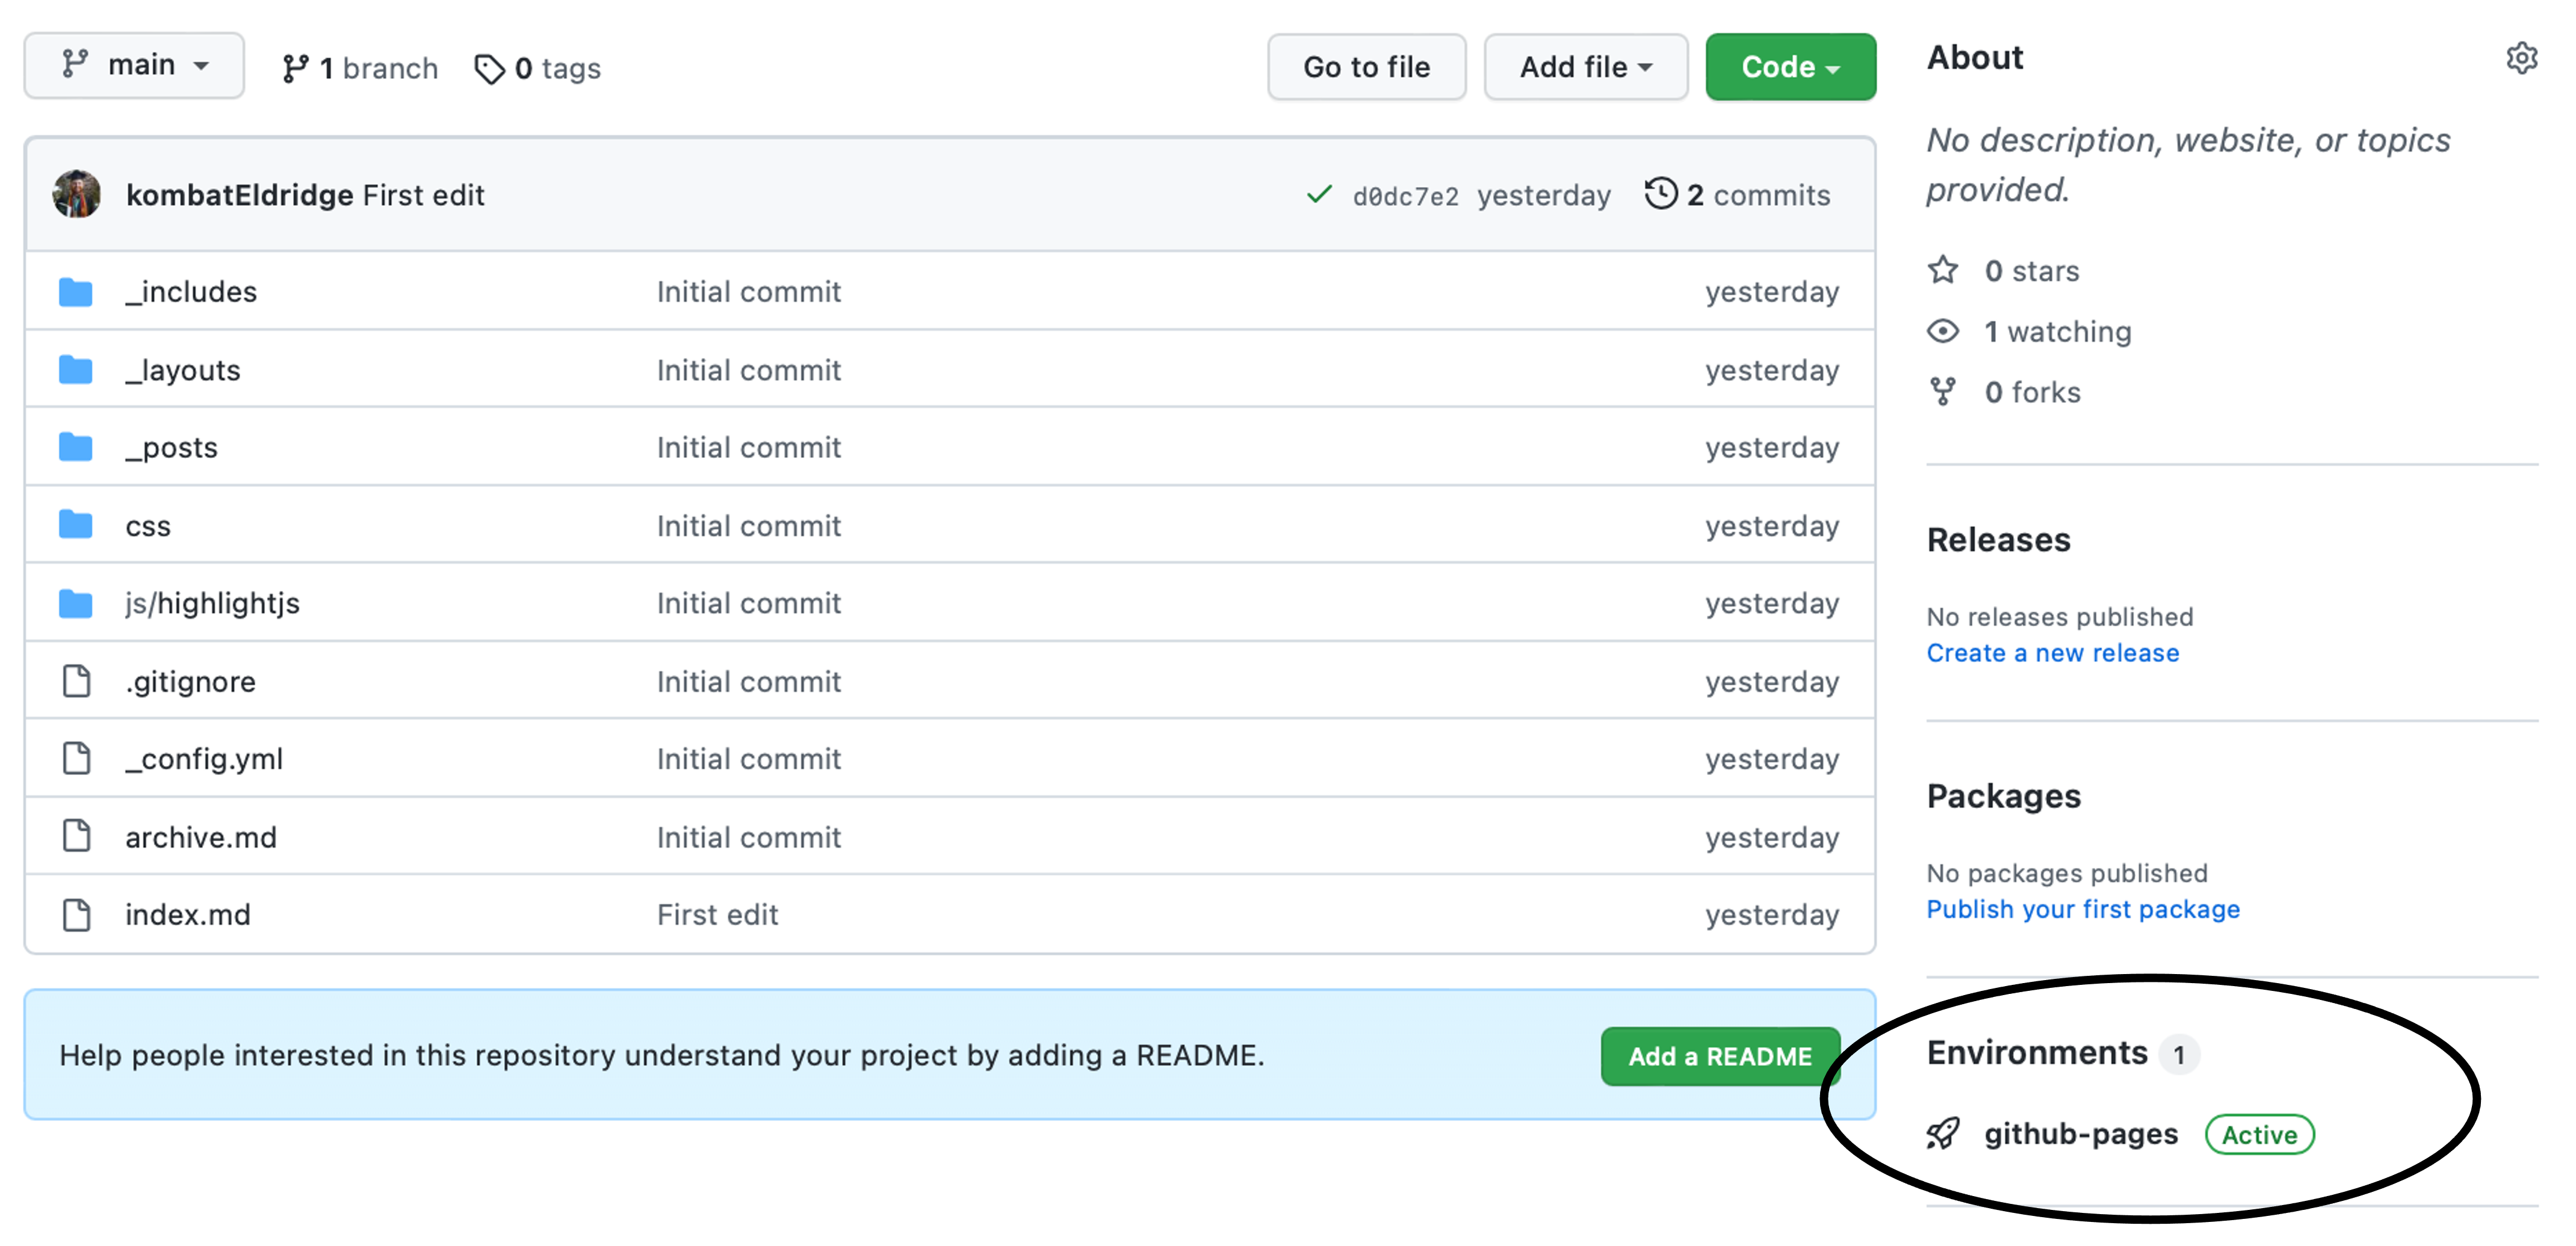 main
1 branch
0 tags
Go to file
Add file
Code
kombatEldridge First edit
d0dc7e2 yesterday
2 commits
_includes Initial commit yesterday
_layouts Initial commit yesterday
_posts Initial commit yesterday
css Initial commit yesterday
js/highlightjs Initial commit yesterday
.gitignore Initial commit yesterday
_config.yml Initial commit yesterday
archive.md Initial commit yesterday
index.md First edit yesterday
Help people interested in this repository understand your project by adding a README.
Add a README
About
No description, website, or topics
provided.
0 stars
1 watching
0 forks
Releases
No releases published
Create a new release
Packages
No packages published
Publish your first package
Environments 1
github-pages Active